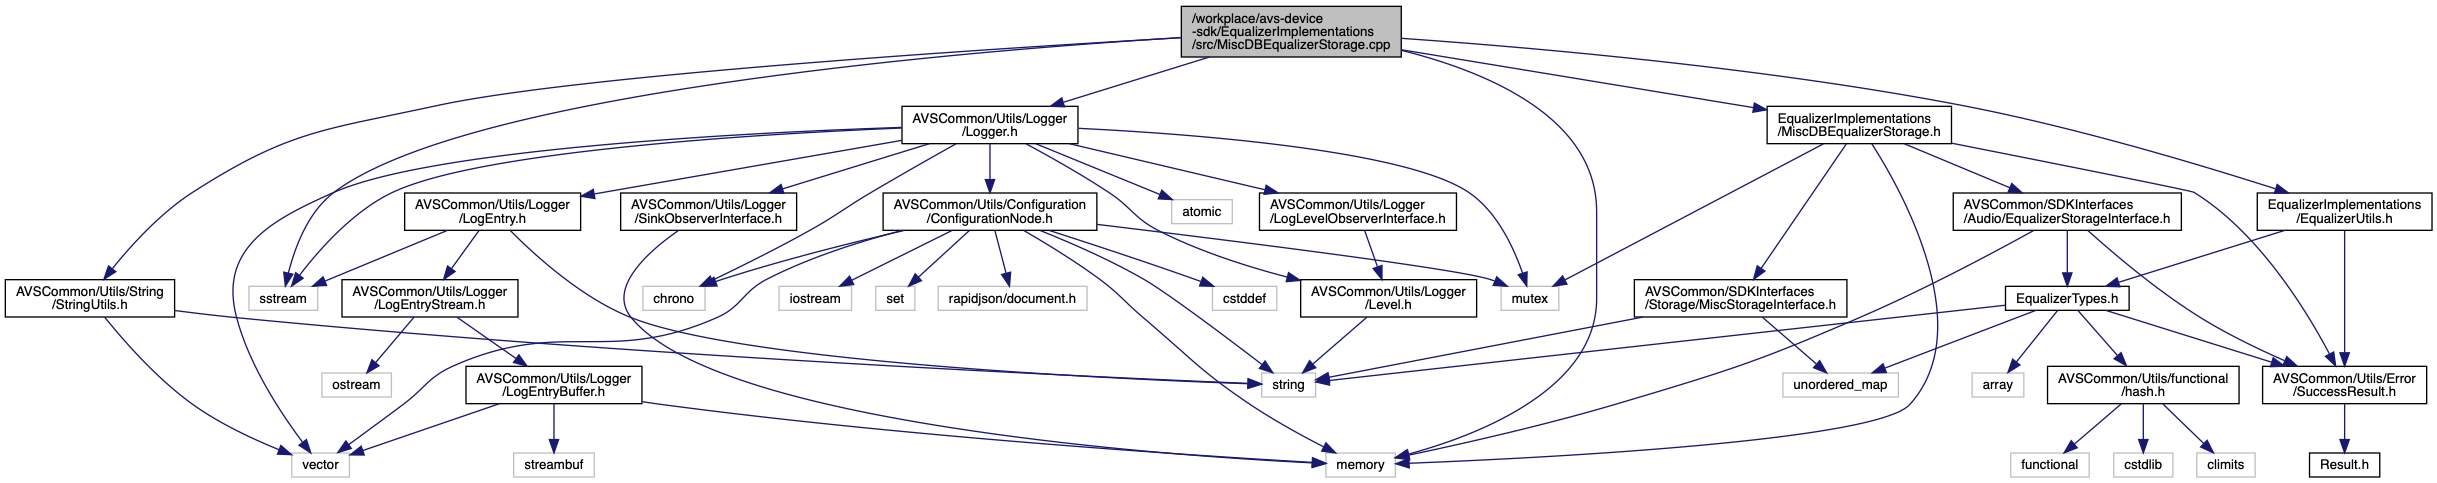 /workplace/avs-device
-sdk/EqualizerImplementations
/src/MiscDBEqualizerStorage.cpp
AVSCommon/Utils/Logger
/Logger.h
EqualizerImplementations
/MiscDBEqualizerStorage.h
AVSCommon/Utils/Logger
/LogEntry.h
AVSCommon/Utils/Logger
/SinkObserverInterface.h
AVSCommon/Utils/Configuration
/ConfigurationNode.h
atomic
AVSCommon/Utils/Logger
/LogLevelObserverInterface.h
AVSCommon/SDKInterfaces
/Audio/EqualizerStorageInterface.h
EqualizerImplementations
/EqualizerUtils.h
AVSCommon/Utils/String
/StringUtils.h
sstream
AVSCommon/Utils/Logger
/LogEntryStream.h
chrono
iostream
set
rapidjson/document.h
cstddef
AVSCommon/Utils/Logger
/Level.h
mutex
AVSCommon/SDKInterfaces
/Storage/MiscStorageInterface.h
EqualizerTypes.h
ostream
AVSCommon/Utils/Logger
/LogEntryBuffer.h
string
unordered_map
array
AVSCommon/Utils/functional
/hash.h
AVSCommon/Utils/Error
/SuccessResult.h
vector
streambuf
memory
functional
cstdlib
climits
Result.h